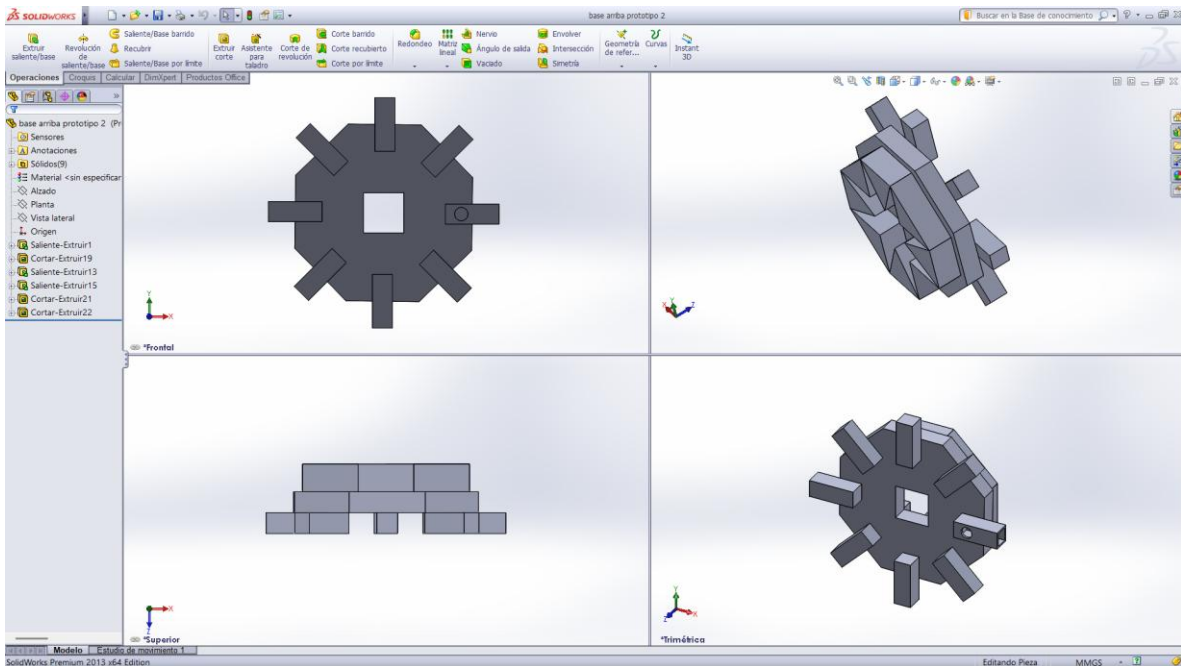 SOLIDWORKS
base arriba prototipo 2
Buscar en la Base de conocimiento
Extruir saliente/base
Revolución de saliente/base
Saliente/Base barrido
Recubrir
Saliente/Base por límite
Extruir corte
Asistente para taladro
Corte de revolución
Corte barrido
Corte recubierto
Corte por límite
Redondeo
Matriz lineal
Nervio
Ángulo de salida
Vaciado
Envolver
Intersección
Simetría
Geometría de refer...
Curvas
Instant 3D
Operaciones Croquis Calcular DimXpert Productos Office
base arriba prototipo 2 (Pr
Sensores
Anotaciones
Sólidos(9)
Material <sin especificar
Alzado
Planta
Vista lateral
Origen
Saliente-Extruir1
Cortar-Extruir19
Saliente-Extruir13
Saliente-Extruir15
Cortar-Extruir21
Cortar-Extruir22
Y
X
*Frontal
X
Y
Z
X
Z
*Superior
Y
X
Z
*Trimétrica
Modelo Estudio de movimiento 1
SolidWorks Premium 2013 x64 Edition
Editando Pieza
MMGS